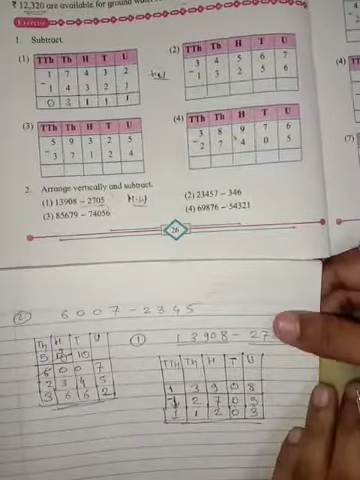 ₹ 12,320 are available for ground water
Exercise
1. Subtract.
(1) TTh Th H T U
1 7 4 3 2
- 1 4 3 2 1
0 3 1 1 1
(2) TTh Th H T U
3 4 5 6 7
- 1 3 2 5 6
(3) TTh Th H T U
5 9 3 2 5
- 3 7 1 2 4
(4) TTh Th H T U
3 8 9 7 6
- 2 7 4 0 5
2. Arrange vertically and subtract.
(1) 13908 – 2705 H.W
(2) 23457 – 346
(3) 85679 – 74056
(4) 69876 – 54321
26
② 6007 - 2345
Th H T U
6 0 0 7
2 3 4 5
3 6 6 2
① 13908 - 27
TTh Th H T U
1 3 9 0 8
2 7 0 5
1 1 2 0 3